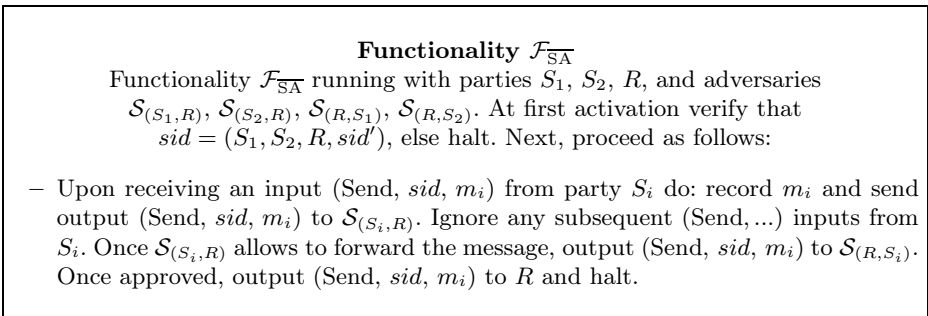 Functionality $\mathcal{F}_{\overline{\mathrm{SA}}}$
Functionality $\mathcal{F}_{\overline{\mathrm{SA}}}$ running with parties $S_1$, $S_2$, $R$, and adversaries
$\mathcal{S}_{(S_1,R)}$, $\mathcal{S}_{(S_2,R)}$, $\mathcal{S}_{(R,S_1)}$, $\mathcal{S}_{(R,S_2)}$. At first activation verify that
$sid = (S_1, S_2, R, sid')$, else halt. Next, proceed as follows:
– Upon receiving an input (Send, $sid$, $m_i$) from party $S_i$ do: record $m_i$ and send
output (Send, $sid$, $m_i$) to $\mathcal{S}_{(S_i,R)}$. Ignore any subsequent (Send,...) inputs from
$S_i$. Once $\mathcal{S}_{(S_i,R)}$ allows to forward the message, output (Send, $sid$, $m_i$) to $\mathcal{S}_{(R,S_i)}$.
Once approved, output (Send, $sid$, $m_i$) to $R$ and halt.